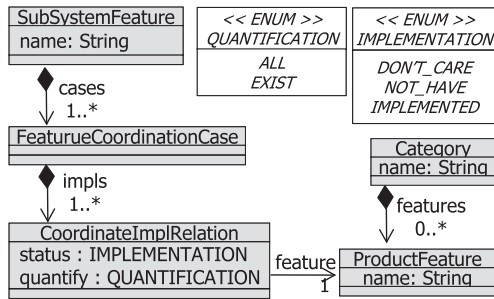 SubSystemFeature
name: String
<< ENUM >>
QUANTIFICATION
ALL
EXIST
<< ENUM >>
IMPLEMENTATION
DON'T_CARE
NOT_HAVE
IMPLEMENTED
cases
1..*
FeaturueCoordinationCase
impls
1..*
Category
name: String
features
0..*
CoordinateImplRelation
status : IMPLEMENTATION
quantify : QUANTIFICATION
feature
1
ProductFeature
name: String